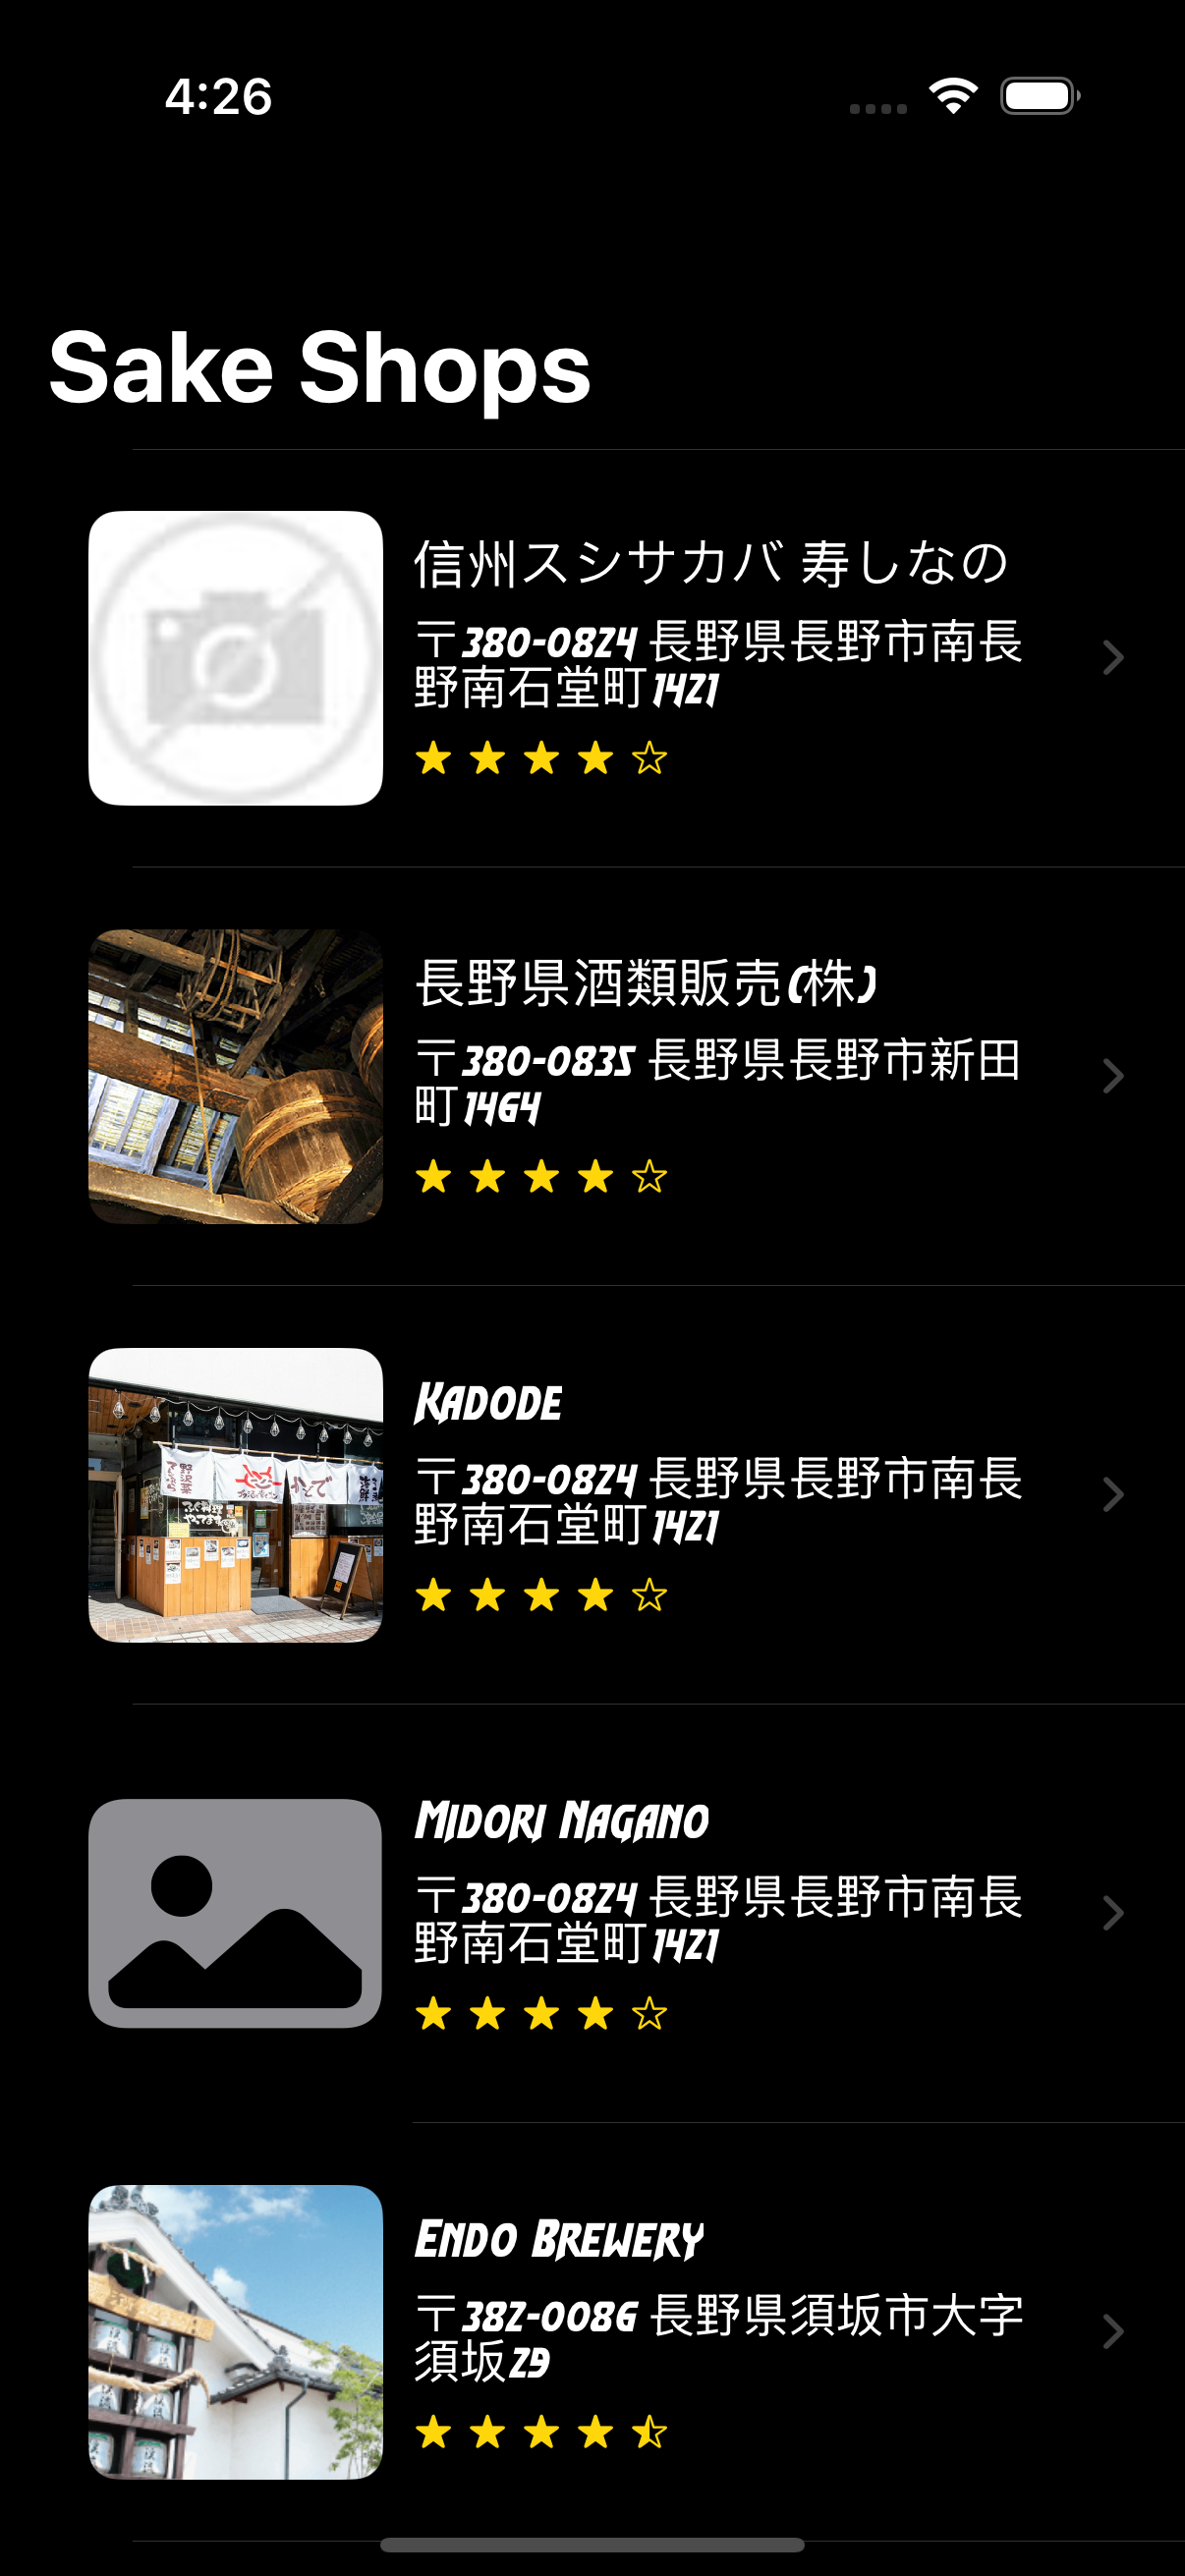 4:26
Sake Shops
信州スシサカバ 寿しなの
〒380-0824 長野県長野市南長
野南石堂町1421
長野県酒類販売(株)
〒380-0835 長野県長野市新田
町1464
KADODE
〒380-0824 長野県長野市南長
野南石堂町1421
MIDORI NAGANO
〒380-0824 長野県長野市南長
野南石堂町1421
ENDO BREWERY
〒382-0086 長野県須坂市大字
須坂29